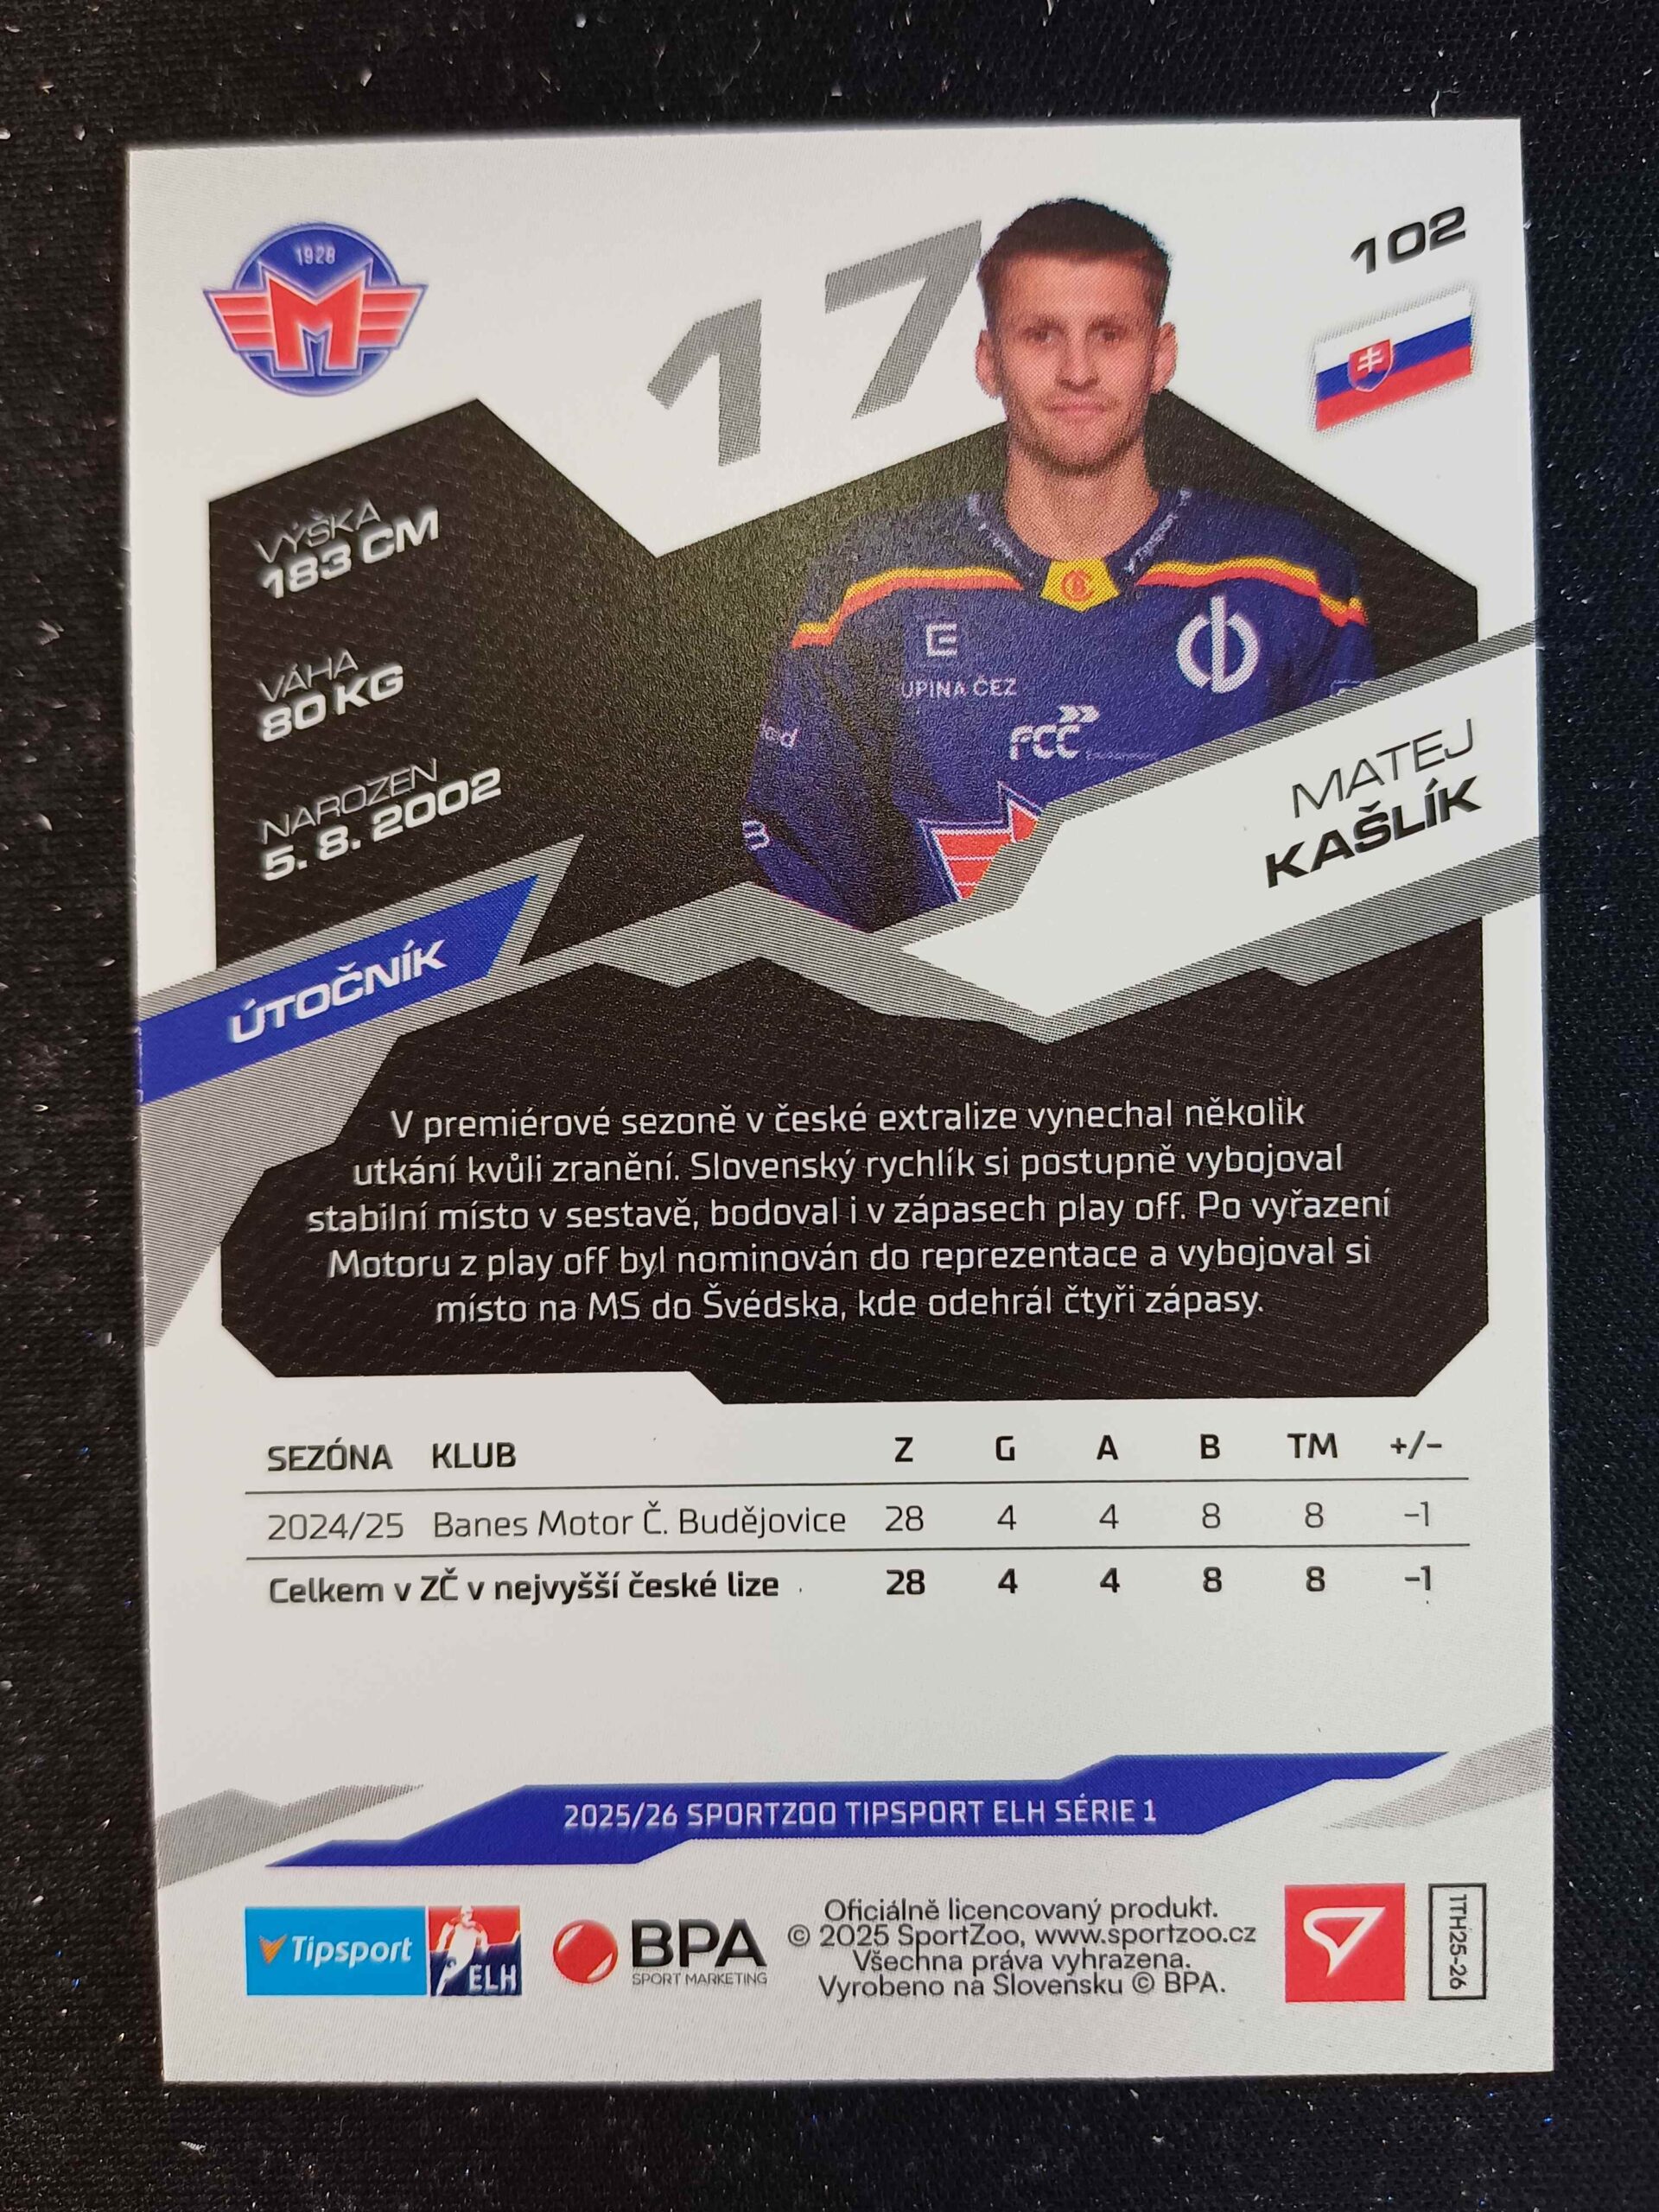 1928
M
17
102
VÝŠKA
183 CM
VÁHA
80 KG
NAROZEN
5. 8. 2002
UPINA ČEZ
FCC
MATEJ
KAŠLÍK
ÚTOČNÍK
V premiérové sezoně v české extralize vynechal několik
utkání kvůli zranění. Slovenský rychlík si postupně vybojoval
stabilní místo v sestavě, bodoval i v zápasech play off. Po vyřazení
Motoru z play off byl nominován do reprezentace a vybojoval si
místo na MS do Švédska, kde odehrál čtyři zápasy.
SEZÓNA KLUB Z G A B TM +/-
2024/25 Banes Motor Č. Budějovice 28 4 4 8 8 -1
Celkem v ZČ v nejvyšší české lize 28 4 4 8 8 -1
2025/26 SPORTZOO TIPSPORT ELH SÉRIE 1
Tipsport ELH
BPA
SPORT MARKETING
Oficiálně licencovaný produkt.
© 2025 SportZoo, www.sportzoo.cz
Všechna práva vyhrazena.
Vyrobeno na Slovensku © BPA.
1TH25-26